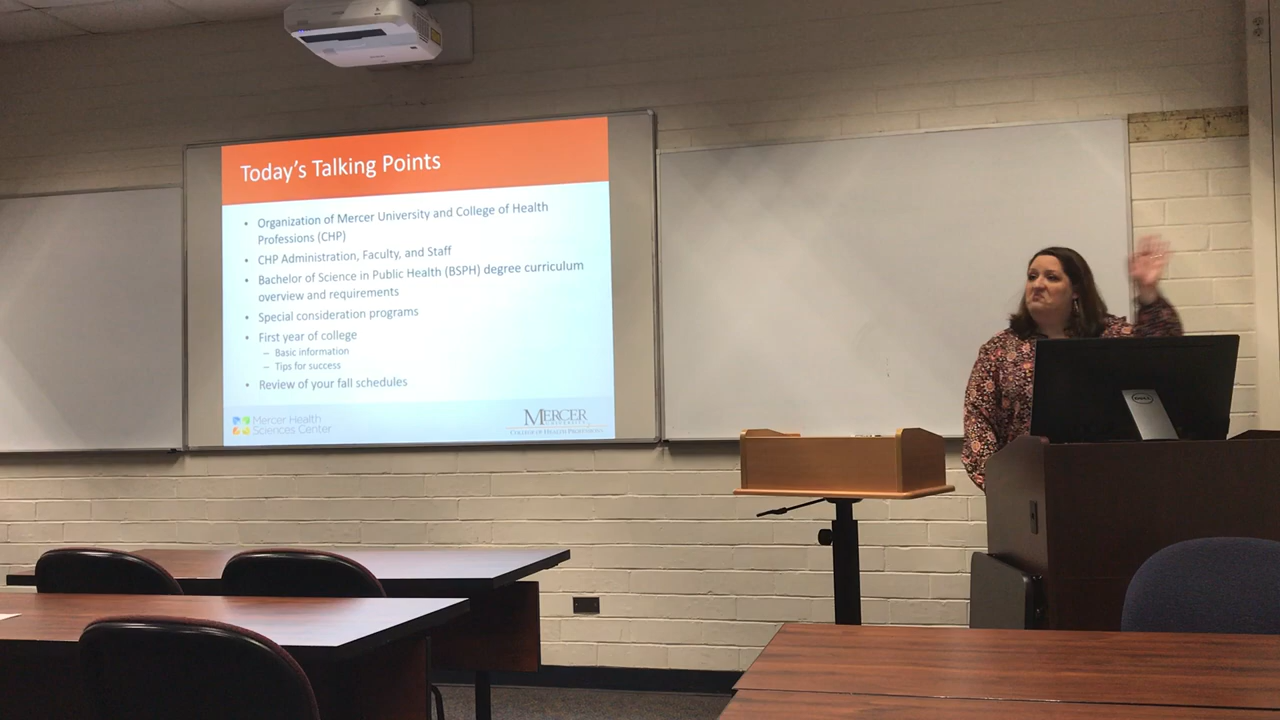 Today's Talking Points
• Organization of Mercer University and College of Health
Professions (CHP)
• CHP Administration, Faculty, and Staff
• Bachelor of Science in Public Health (BSPH) degree curriculum
overview and requirements
• Special consideration programs
• First year of college
– Basic information
– Tips for success
• Review of your fall schedules
Mercer Health
Sciences Center
MERCER
UNIVERSITY
COLLEGE OF HEALTH PROFESSIONS
DELL